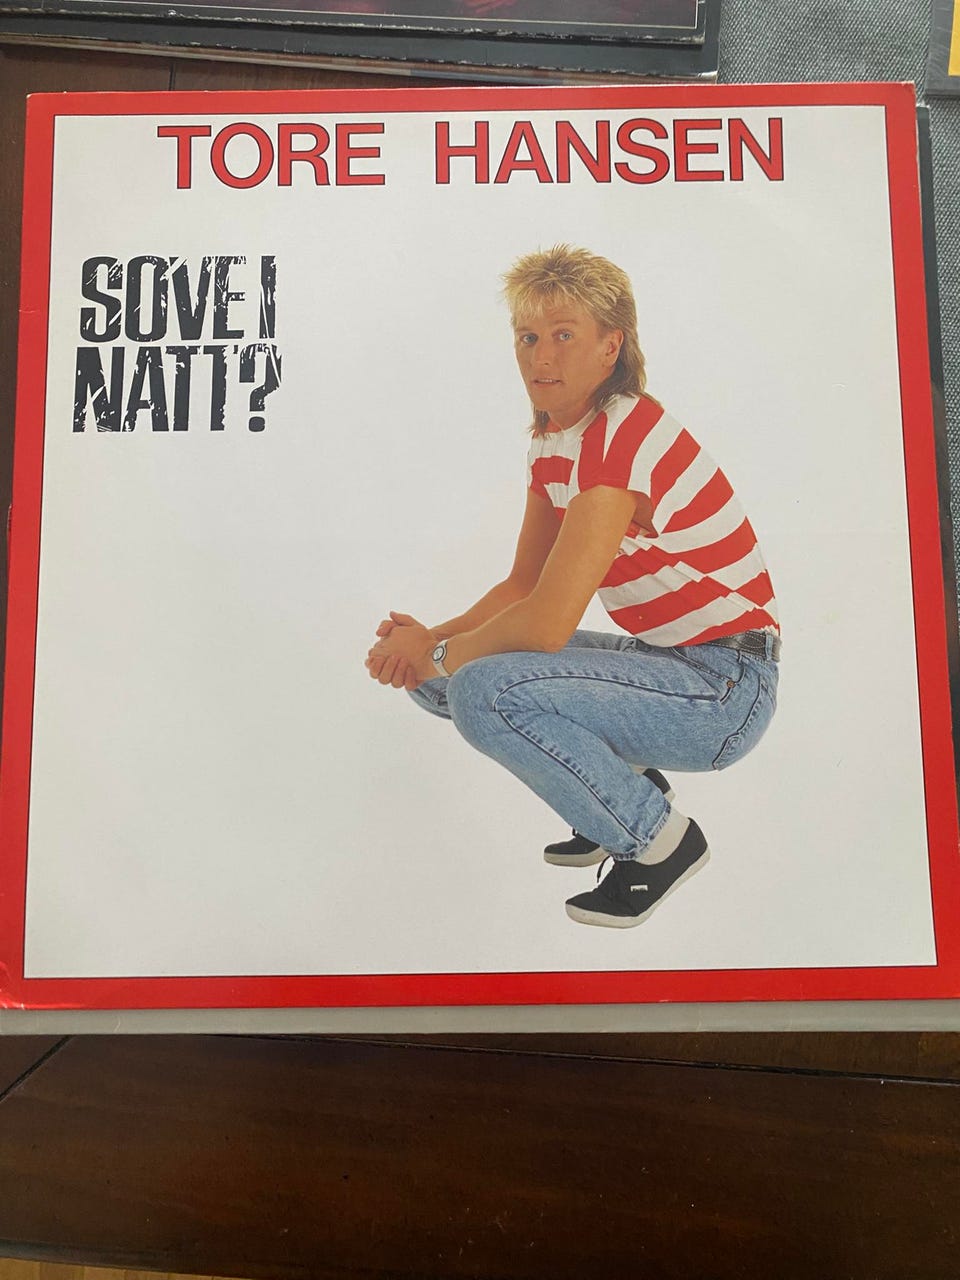 TORE HANSEN
SOVE I
NATT?